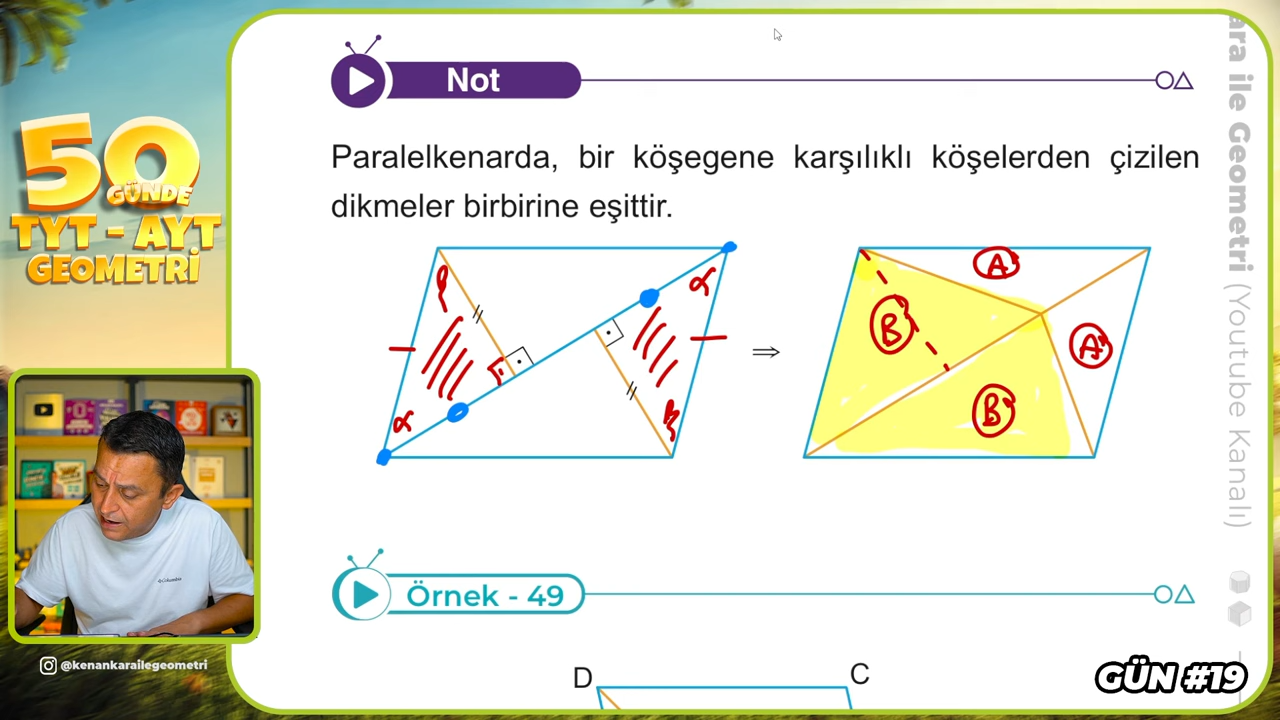 50
GÜNDE
TYT - AYT
GEOMETRİ
Not
Paralelkenarda, bir köşegene karşılıklı köşelerden çizilen
dikmeler birbirine eşittir.
α
α
⇒
A
A
B
B
Örnek - 49
D
C
ara ile Geometri (Youtube Kanalı)
@kenankarailegeometri
GÜN #19